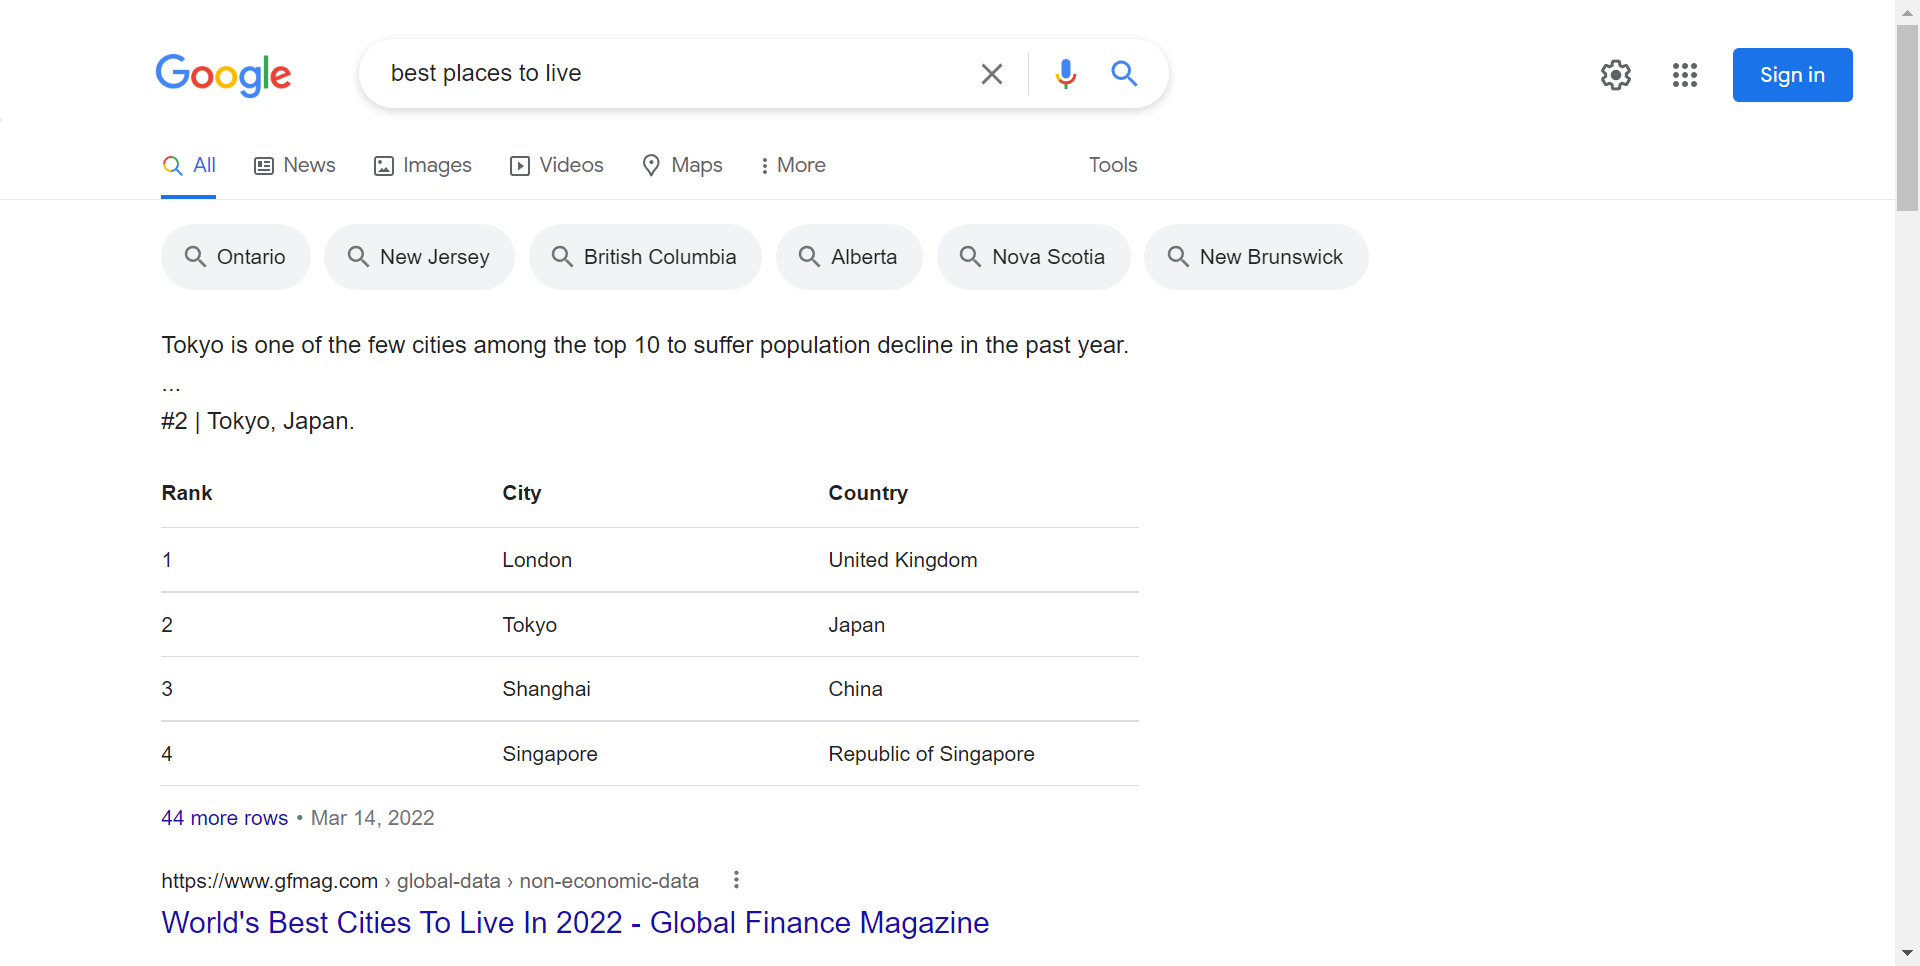 Google
best places to live
Sign in
All News Images Videos Maps More Tools
Ontario New Jersey British Columbia Alberta Nova Scotia New Brunswick
Tokyo is one of the few cities among the top 10 to suffer population decline in the past year.
...
#2 | Tokyo, Japan.
Rank City Country
1 London United Kingdom
2 Tokyo Japan
3 Shanghai China
4 Singapore Republic of Singapore
44 more rows • Mar 14, 2022
https://www.gfmag.com › global-data › non-economic-data
World's Best Cities To Live In 2022 - Global Finance Magazine